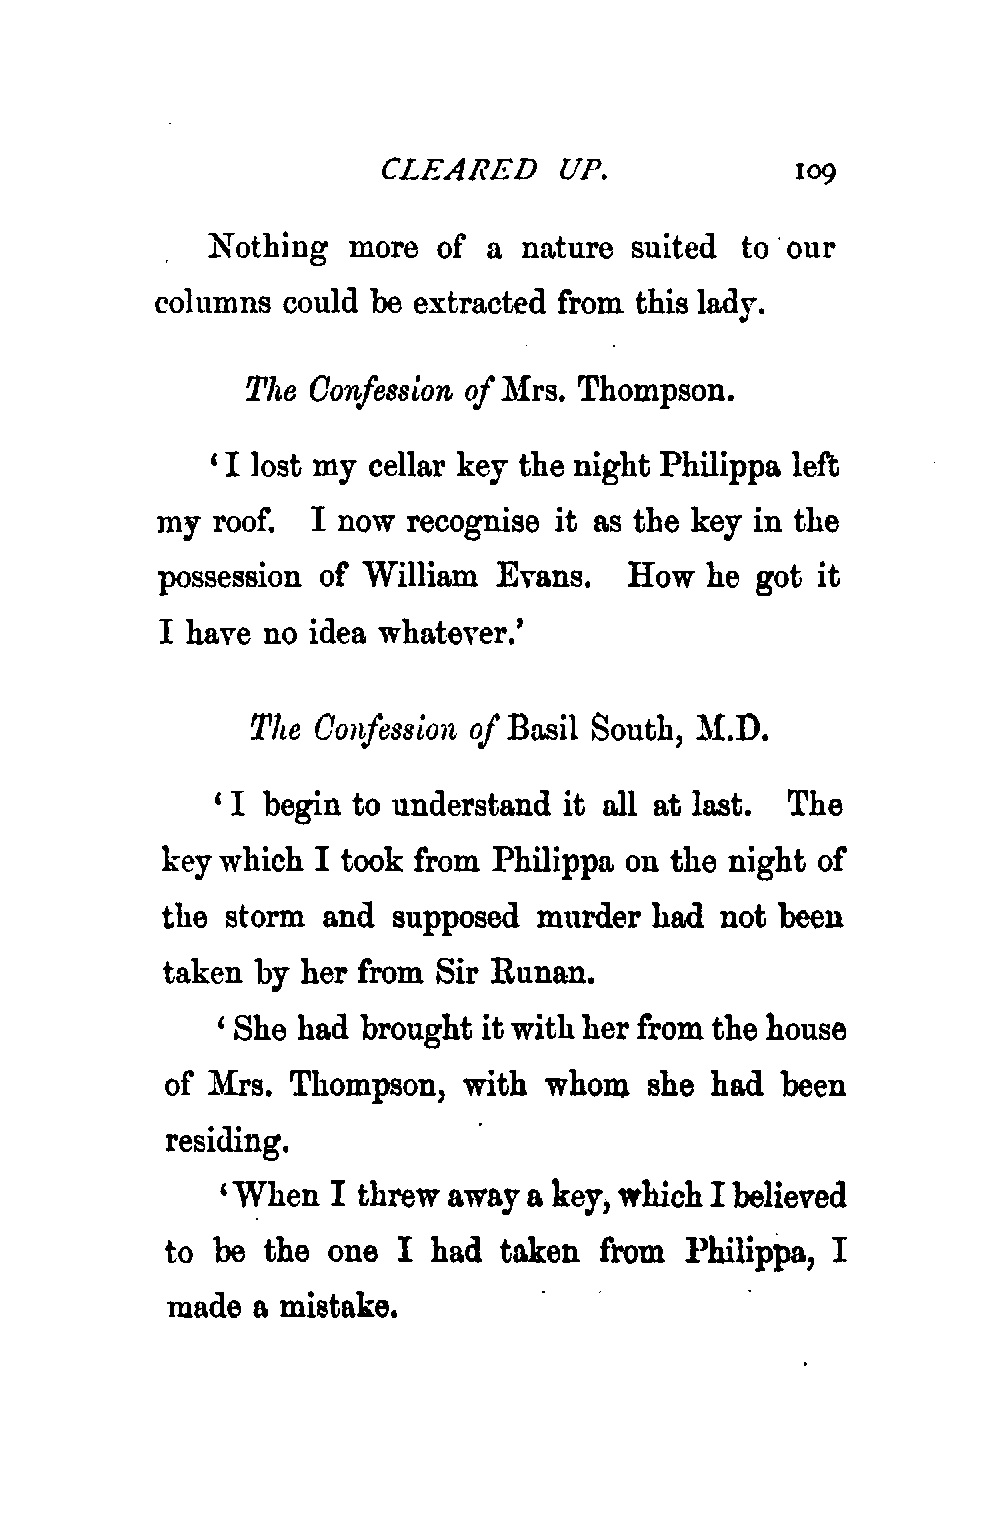 CLEARED UP. 109
Nothing more of a nature suited to our
columns could be extracted from this lady.
The Confession of Mrs. Thompson.
‘I lost my cellar key the night Philippa left
my roof. I now recognise it as the key in the
possession of William Evans. How he got it
I have no idea whatever.’
The Confession of Basil South, M.D.
‘I begin to understand it all at last. The
key which I took from Philippa on the night of
the storm and supposed murder had not been
taken by her from Sir Runan.
‘She had brought it with her from the house
of Mrs. Thompson, with whom she had been
residing.
‘When I threw away a key, which I believed
to be the one I had taken from Philippa, I
made a mistake.